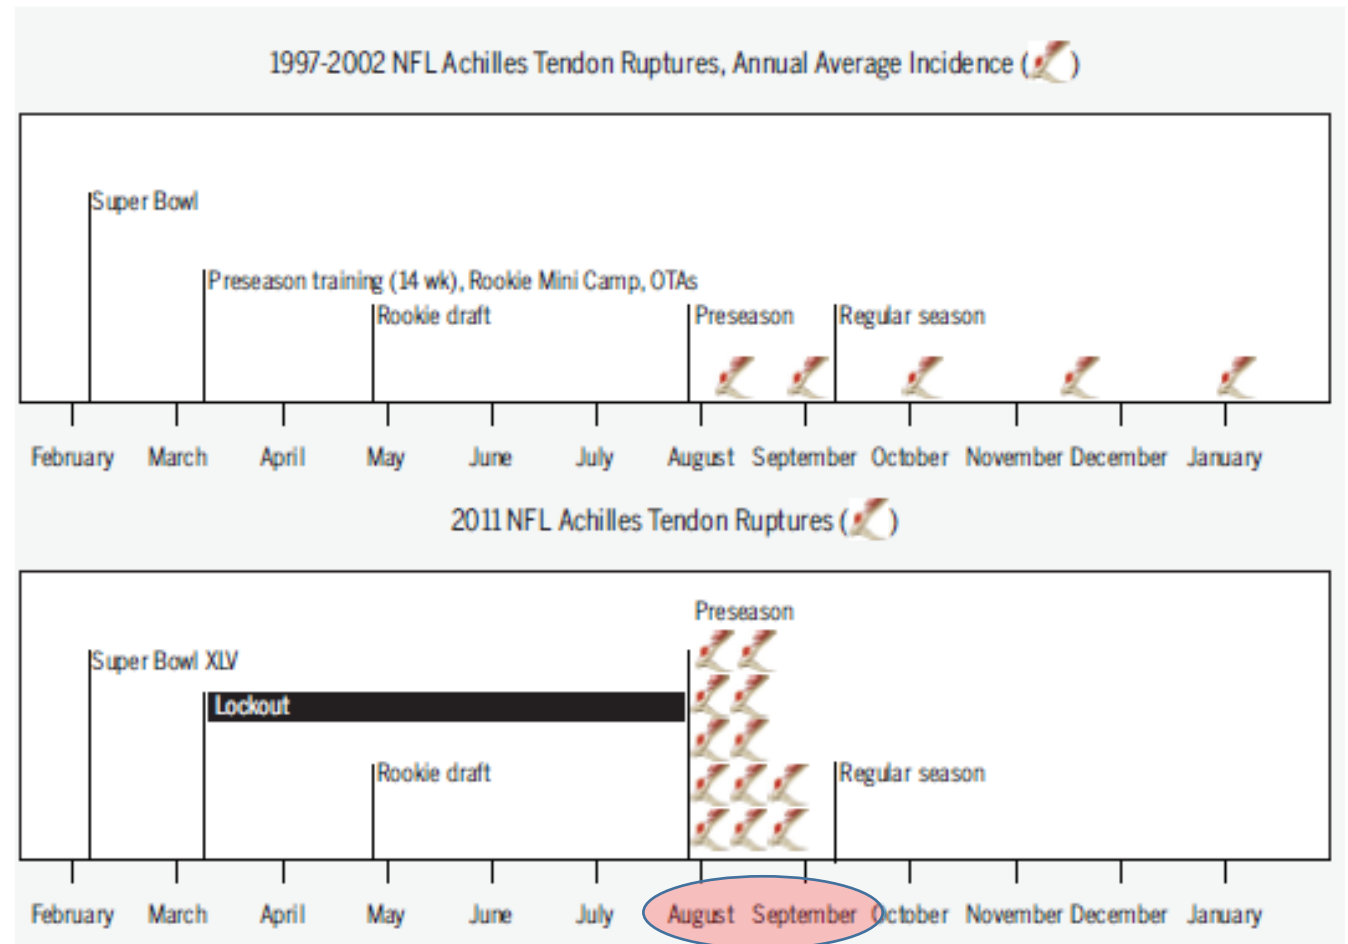 1997-2002 NFL Achilles Tendon Ruptures, Annual Average Incidence ( )
Super Bowl
Preseason training (14 wk), Rookie Mini Camp, OTAs
Rookie draft
Preseason
Regular season
February March April May June July August September October November December January
2011 NFL Achilles Tendon Ruptures ( )
Preseason
Super Bowl XLV
Lockout
Rookie draft
Regular season
February March April May June July August September October November December January